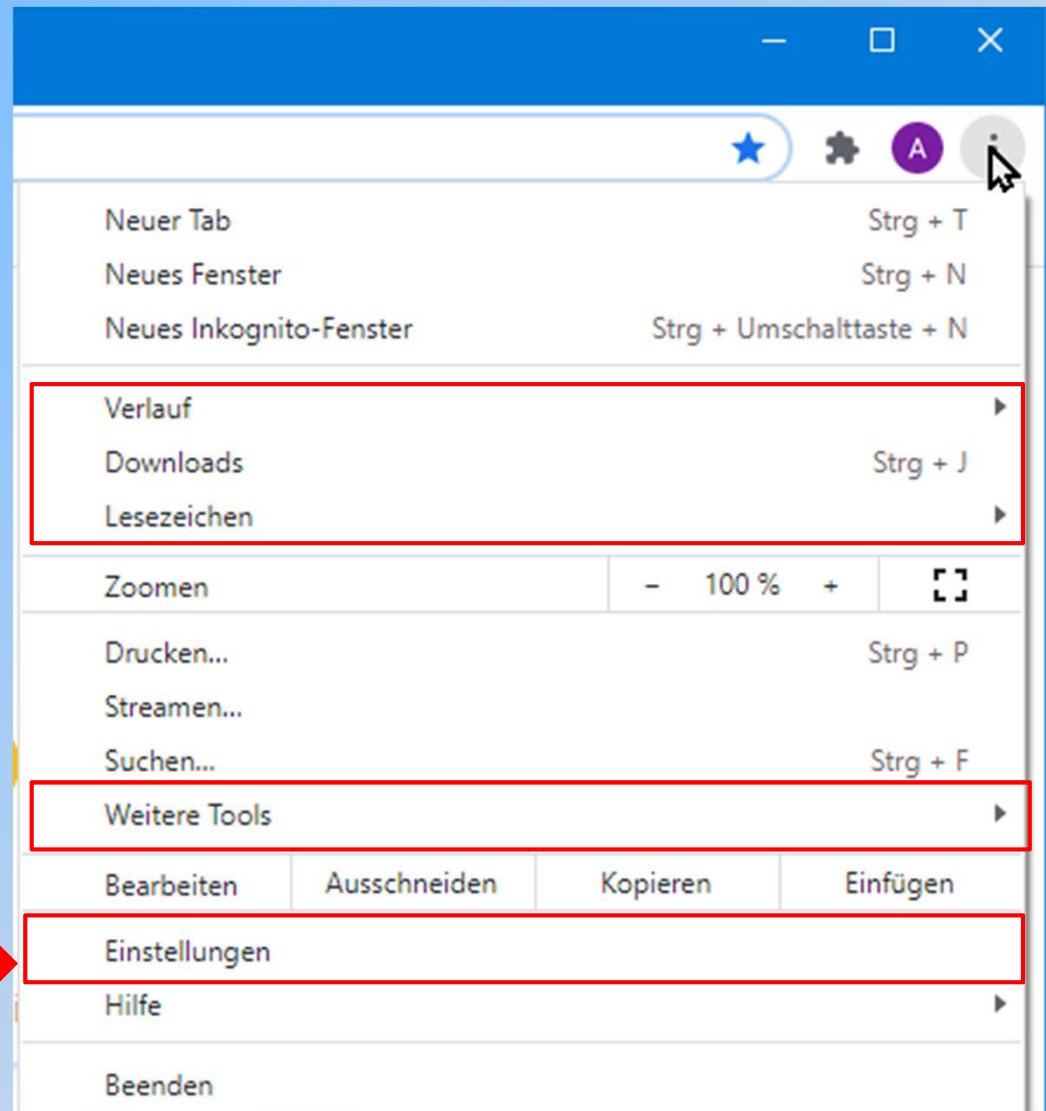 A
Neuer Tab Strg + T
Neues Fenster Strg + N
Neues Inkognito-Fenster Strg + Umschalttaste + N
Verlauf
Downloads Strg + J
Lesezeichen
Zoomen - 100 % +
Drucken... Strg + P
Streamen...
Suchen... Strg + F
Weitere Tools
Bearbeiten Ausschneiden Kopieren Einfügen
Einstellungen
Hilfe
Beenden